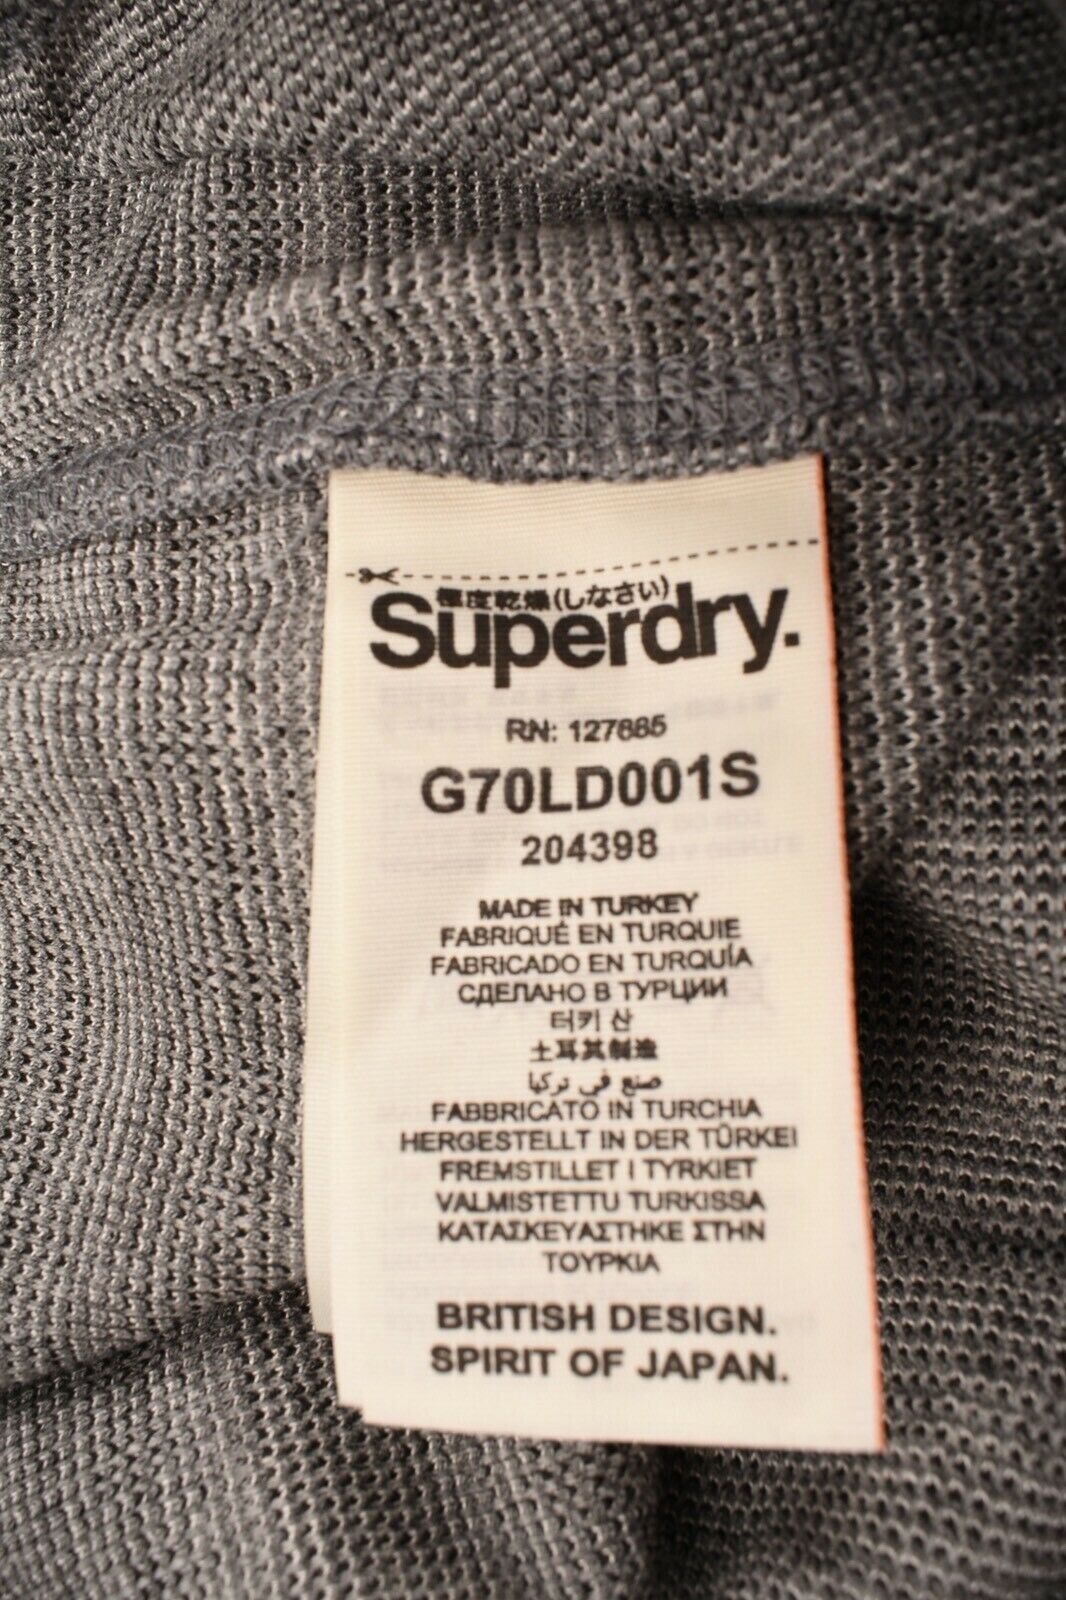 極度乾燥(しなさい)
Superdry.
RN: 127885
G70LD001S
204398
MADE IN TURKEY
FABRIQUÉ EN TURQUIE
FABRICADO EN TURQUÍA
СДЕЛАНО В ТУРЦИИ
터키 산
土耳其製造
صنع في تركيا
FABBRICATO IN TURCHIA
HERGESTELLT IN DER TÜRKEI
FREMSTILLET I TYRKIET
VALMISTETTU TURKISSA
ΚΑΤΑΣΚΕΥΑΣΤΗΚΕ ΣΤΗΝ
ΤΟΥΡΚΙΑ
BRITISH DESIGN.
SPIRIT OF JAPAN.